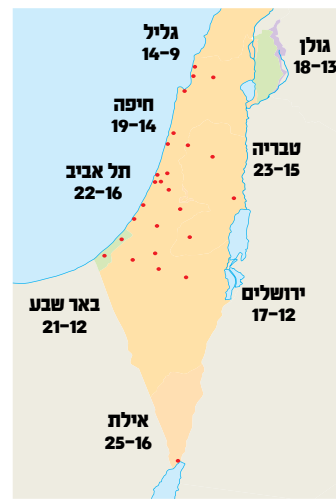 גליל
14-9
גולן
18-13
חיפה
19-14
טבריה
23-15
תל אביב
22-16
באר שבע
21-12
ירושלים
17-12
אילת
25-16